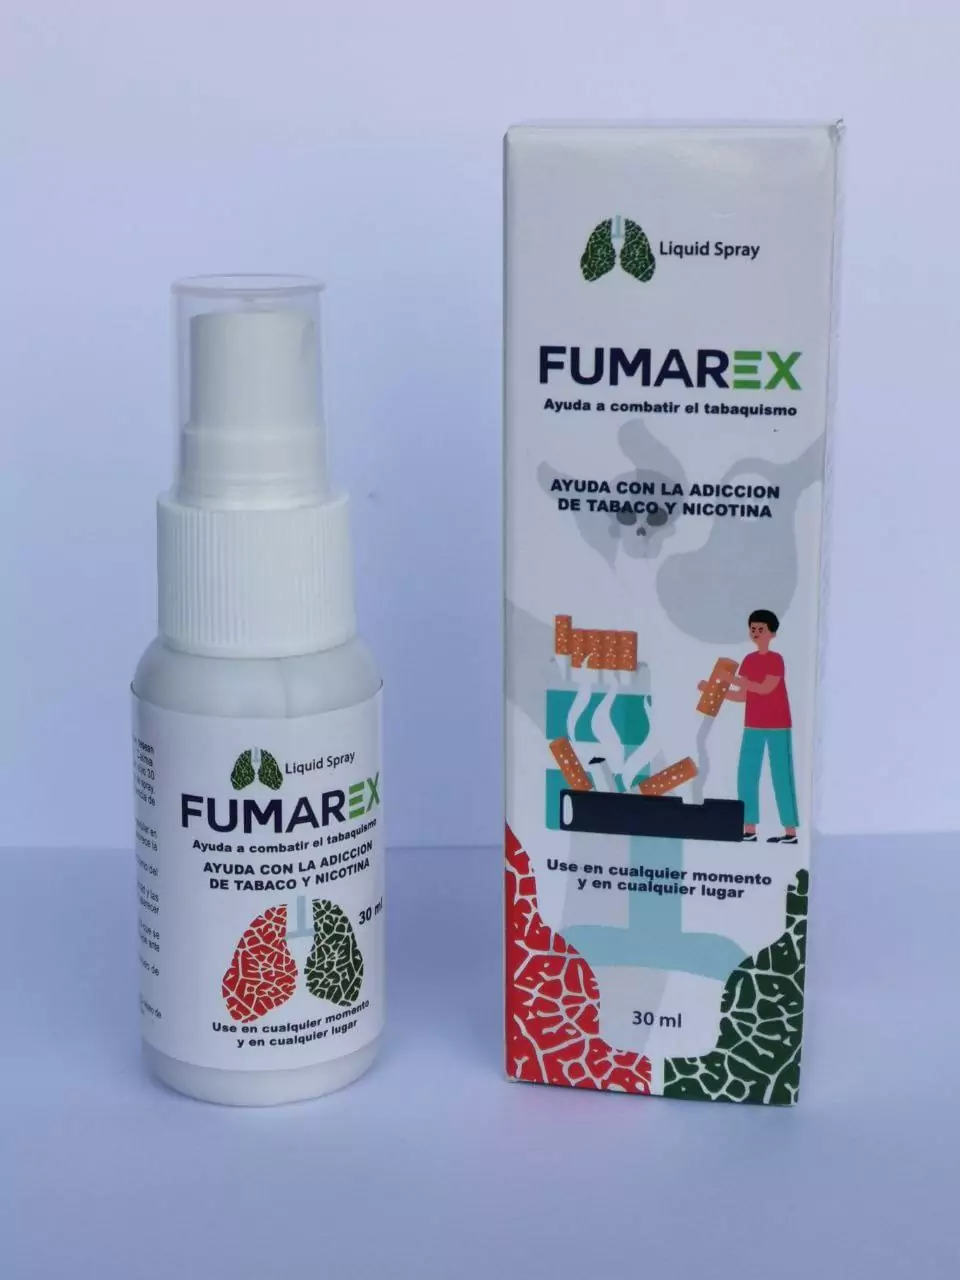 Liquid Spray
FUMAREX
Ayuda a combatir el tabaquismo
AYUDA CON LA ADICCION
DE TABACO Y NICOTINA
Use en cualquier momento
y en cualquier lugar
30 ml
Liquid Spray
FUMAREX
Ayuda a combatir el tabaquismo
AYUDA CON LA ADICCION
DE TABACO Y NICOTINA
30 ml
Use en cualquier momento
y en cualquier lugar